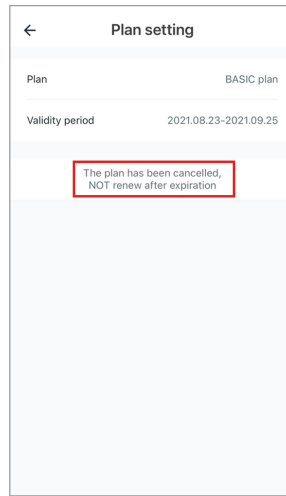 Plan setting
Plan BASIC plan
Validity period 2021.08.23-2021.09.25
The plan has been cancelled,
NOT renew after expiration